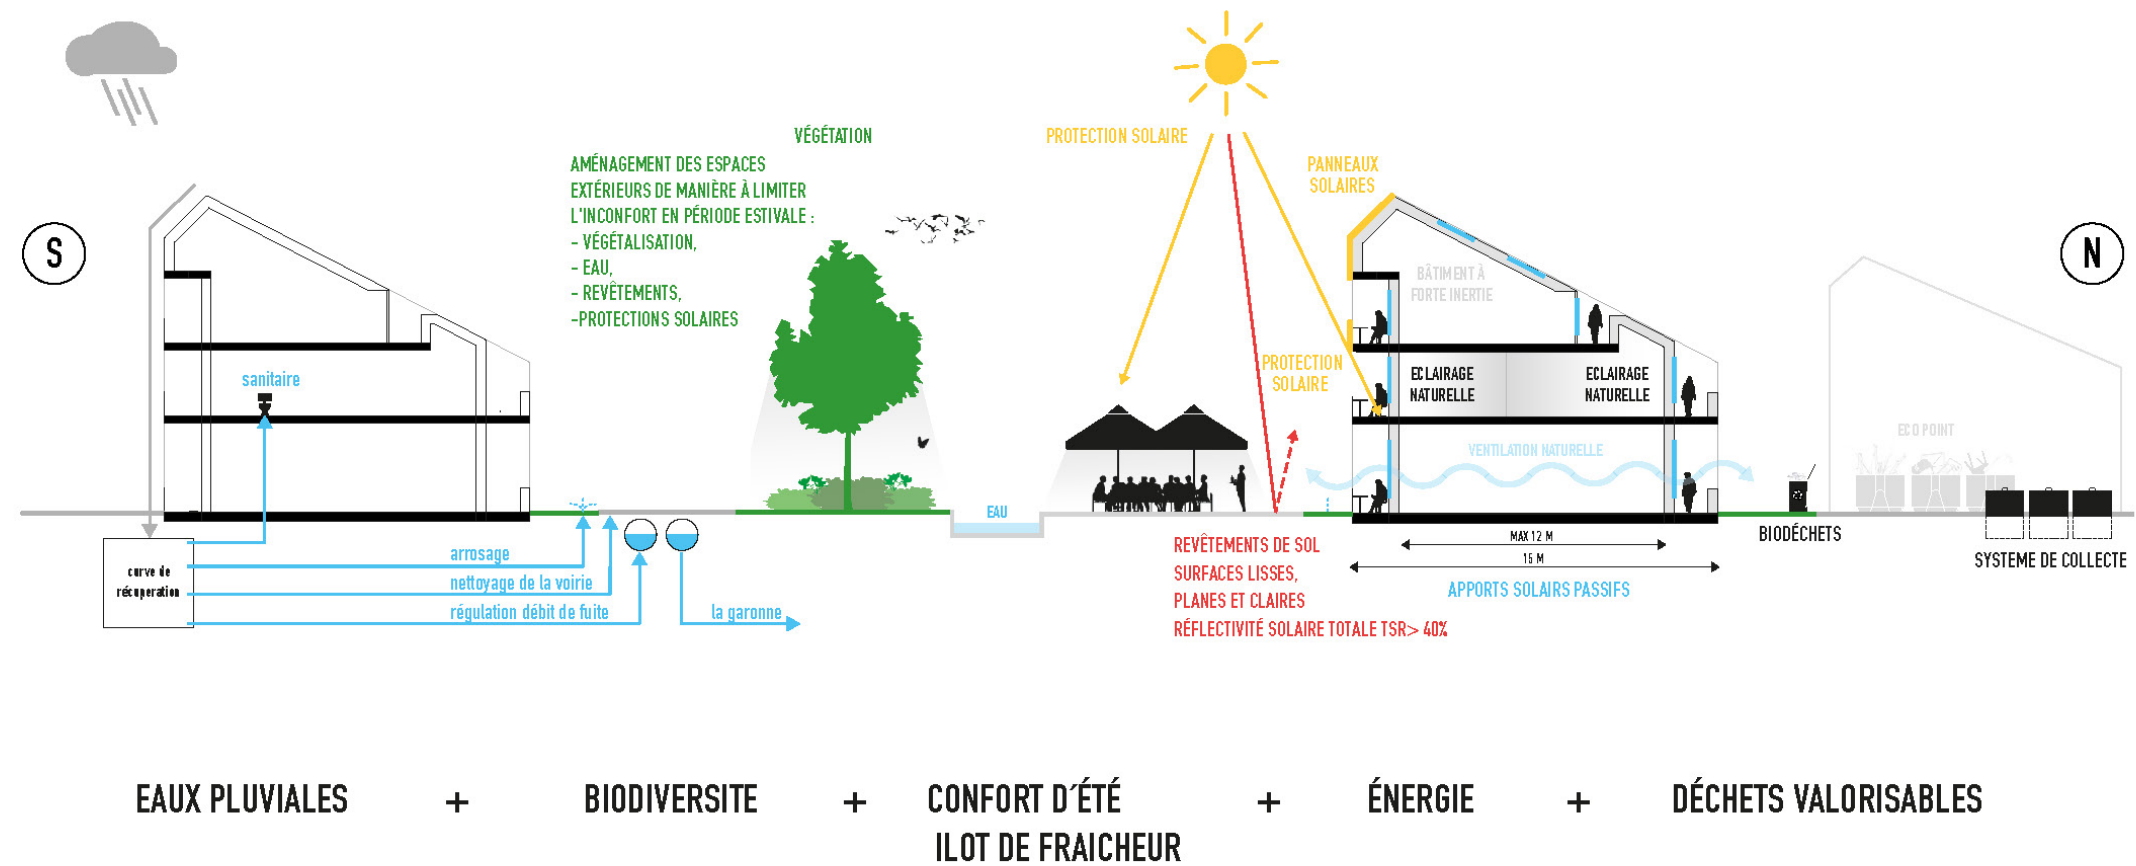 S
sanitaire
curve de
récuperation
arrosage
nettoyage de la voirie
régulation débit de fuite
la garonne
VÉGÉTATION
AMÉNAGEMENT DES ESPACES
EXTÉRIEURS DE MANIÈRE À LIMITER
L'INCONFORT EN PÉRIODE ESTIVALE :
- VÉGÉTALISATION,
- EAU,
- REVÊTEMENTS,
-PROTECTIONS SOLAIRES
EAU
PROTECTION SOLAIRE
PANNEAUX
SOLAIRES
PROTECTION
SOLAIRE
BÂTIMENT À
FORTE INERTIE
ECLAIRAGE
NATURELLE
ECLAIRAGE
NATURELLE
VENTILATION NATURELLE
REVÊTEMENTS DE SOL
SURFACES LISSES,
PLANES ET CLAIRES
RÉFLECTIVITÉ SOLAIRE TOTALE TSR> 40%
MAX 12 M
15 M
APPORTS SOLAIRS PASSIFS
N
ECO POINT
BIODÉCHETS
SYSTEME DE COLLECTE
EAUX PLUVIALES + BIODIVERSITE + CONFORT D'ÉTÉ + ÉNERGIE + DÉCHETS VALORISABLES
ILOT DE FRAICHEUR